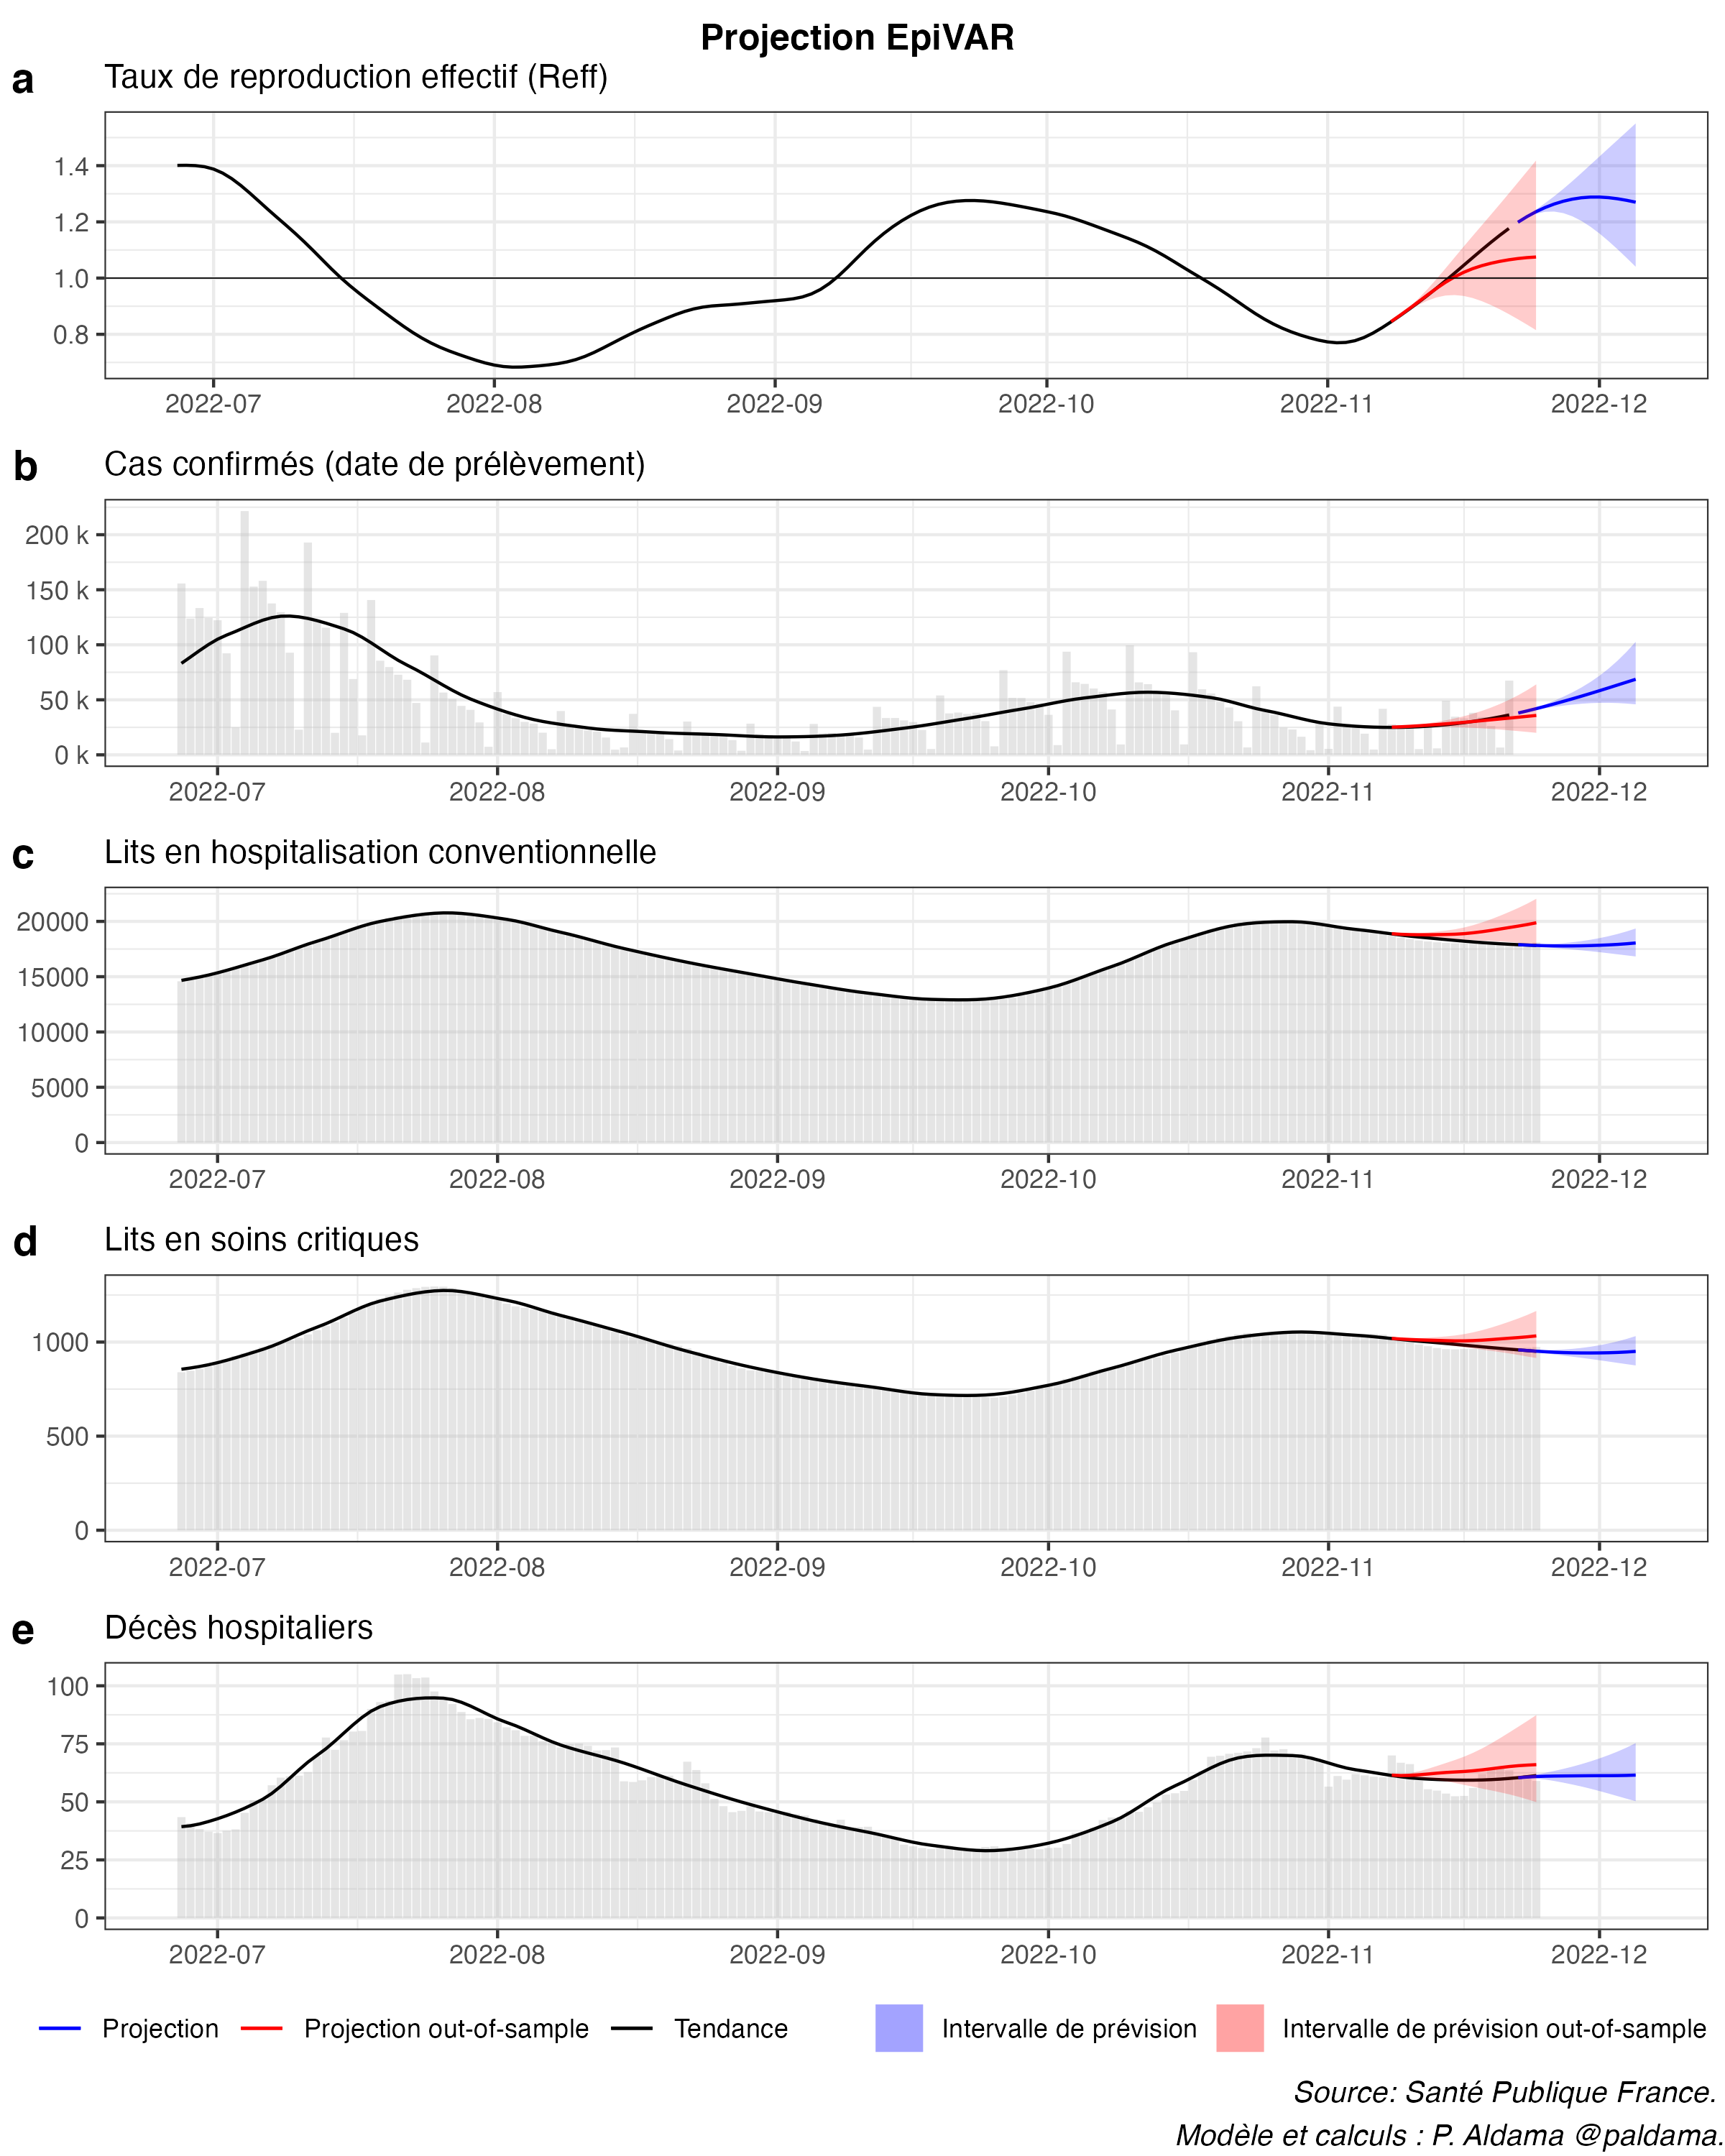 Projection EpiVAR
a Taux de reproduction effectif (Reff)
1.4
1.2
1.0
0.8
2022-07 2022-08 2022-09 2022-10 2022-11 2022-12
b Cas confirmés (date de prélèvement)
200 k
150 k
100 k
50 k
0 k
2022-07 2022-08 2022-09 2022-10 2022-11 2022-12
c Lits en hospitalisation conventionnelle
20000
15000
10000
5000
0
2022-07 2022-08 2022-09 2022-10 2022-11 2022-12
d Lits en soins critiques
1000
500
0
2022-07 2022-08 2022-09 2022-10 2022-11 2022-12
e Décès hospitaliers
100
75
50
25
0
2022-07 2022-08 2022-09 2022-10 2022-11 2022-12
Projection Projection out-of-sample Tendance Intervalle de prévision Intervalle de prévision out-of-sample
Source: Santé Publique France.
Modèle et calculs : P. Aldama @paldama.